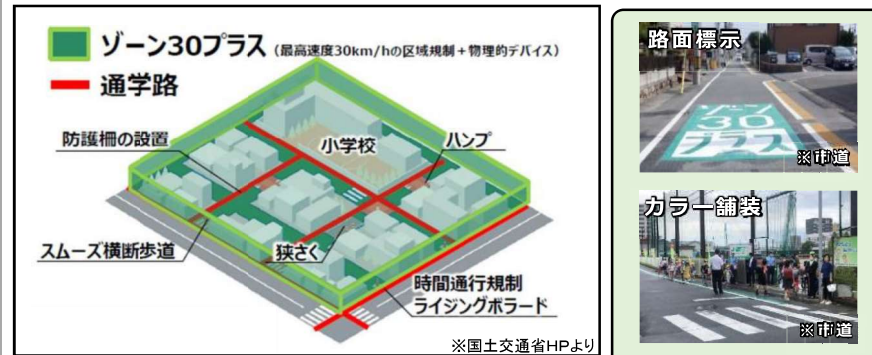 ゾーン30プラス（最高速度30km/hの区域規制＋物理的デバイス）
通学路
防護柵の設置
小学校
ハンプ
スムーズ横断歩道
狭さく
時間通行規制
ライジングボラード
※国土交通省HPより
路面標示
ゾーン
30
プラス
※市道
カラー舗装
※市道